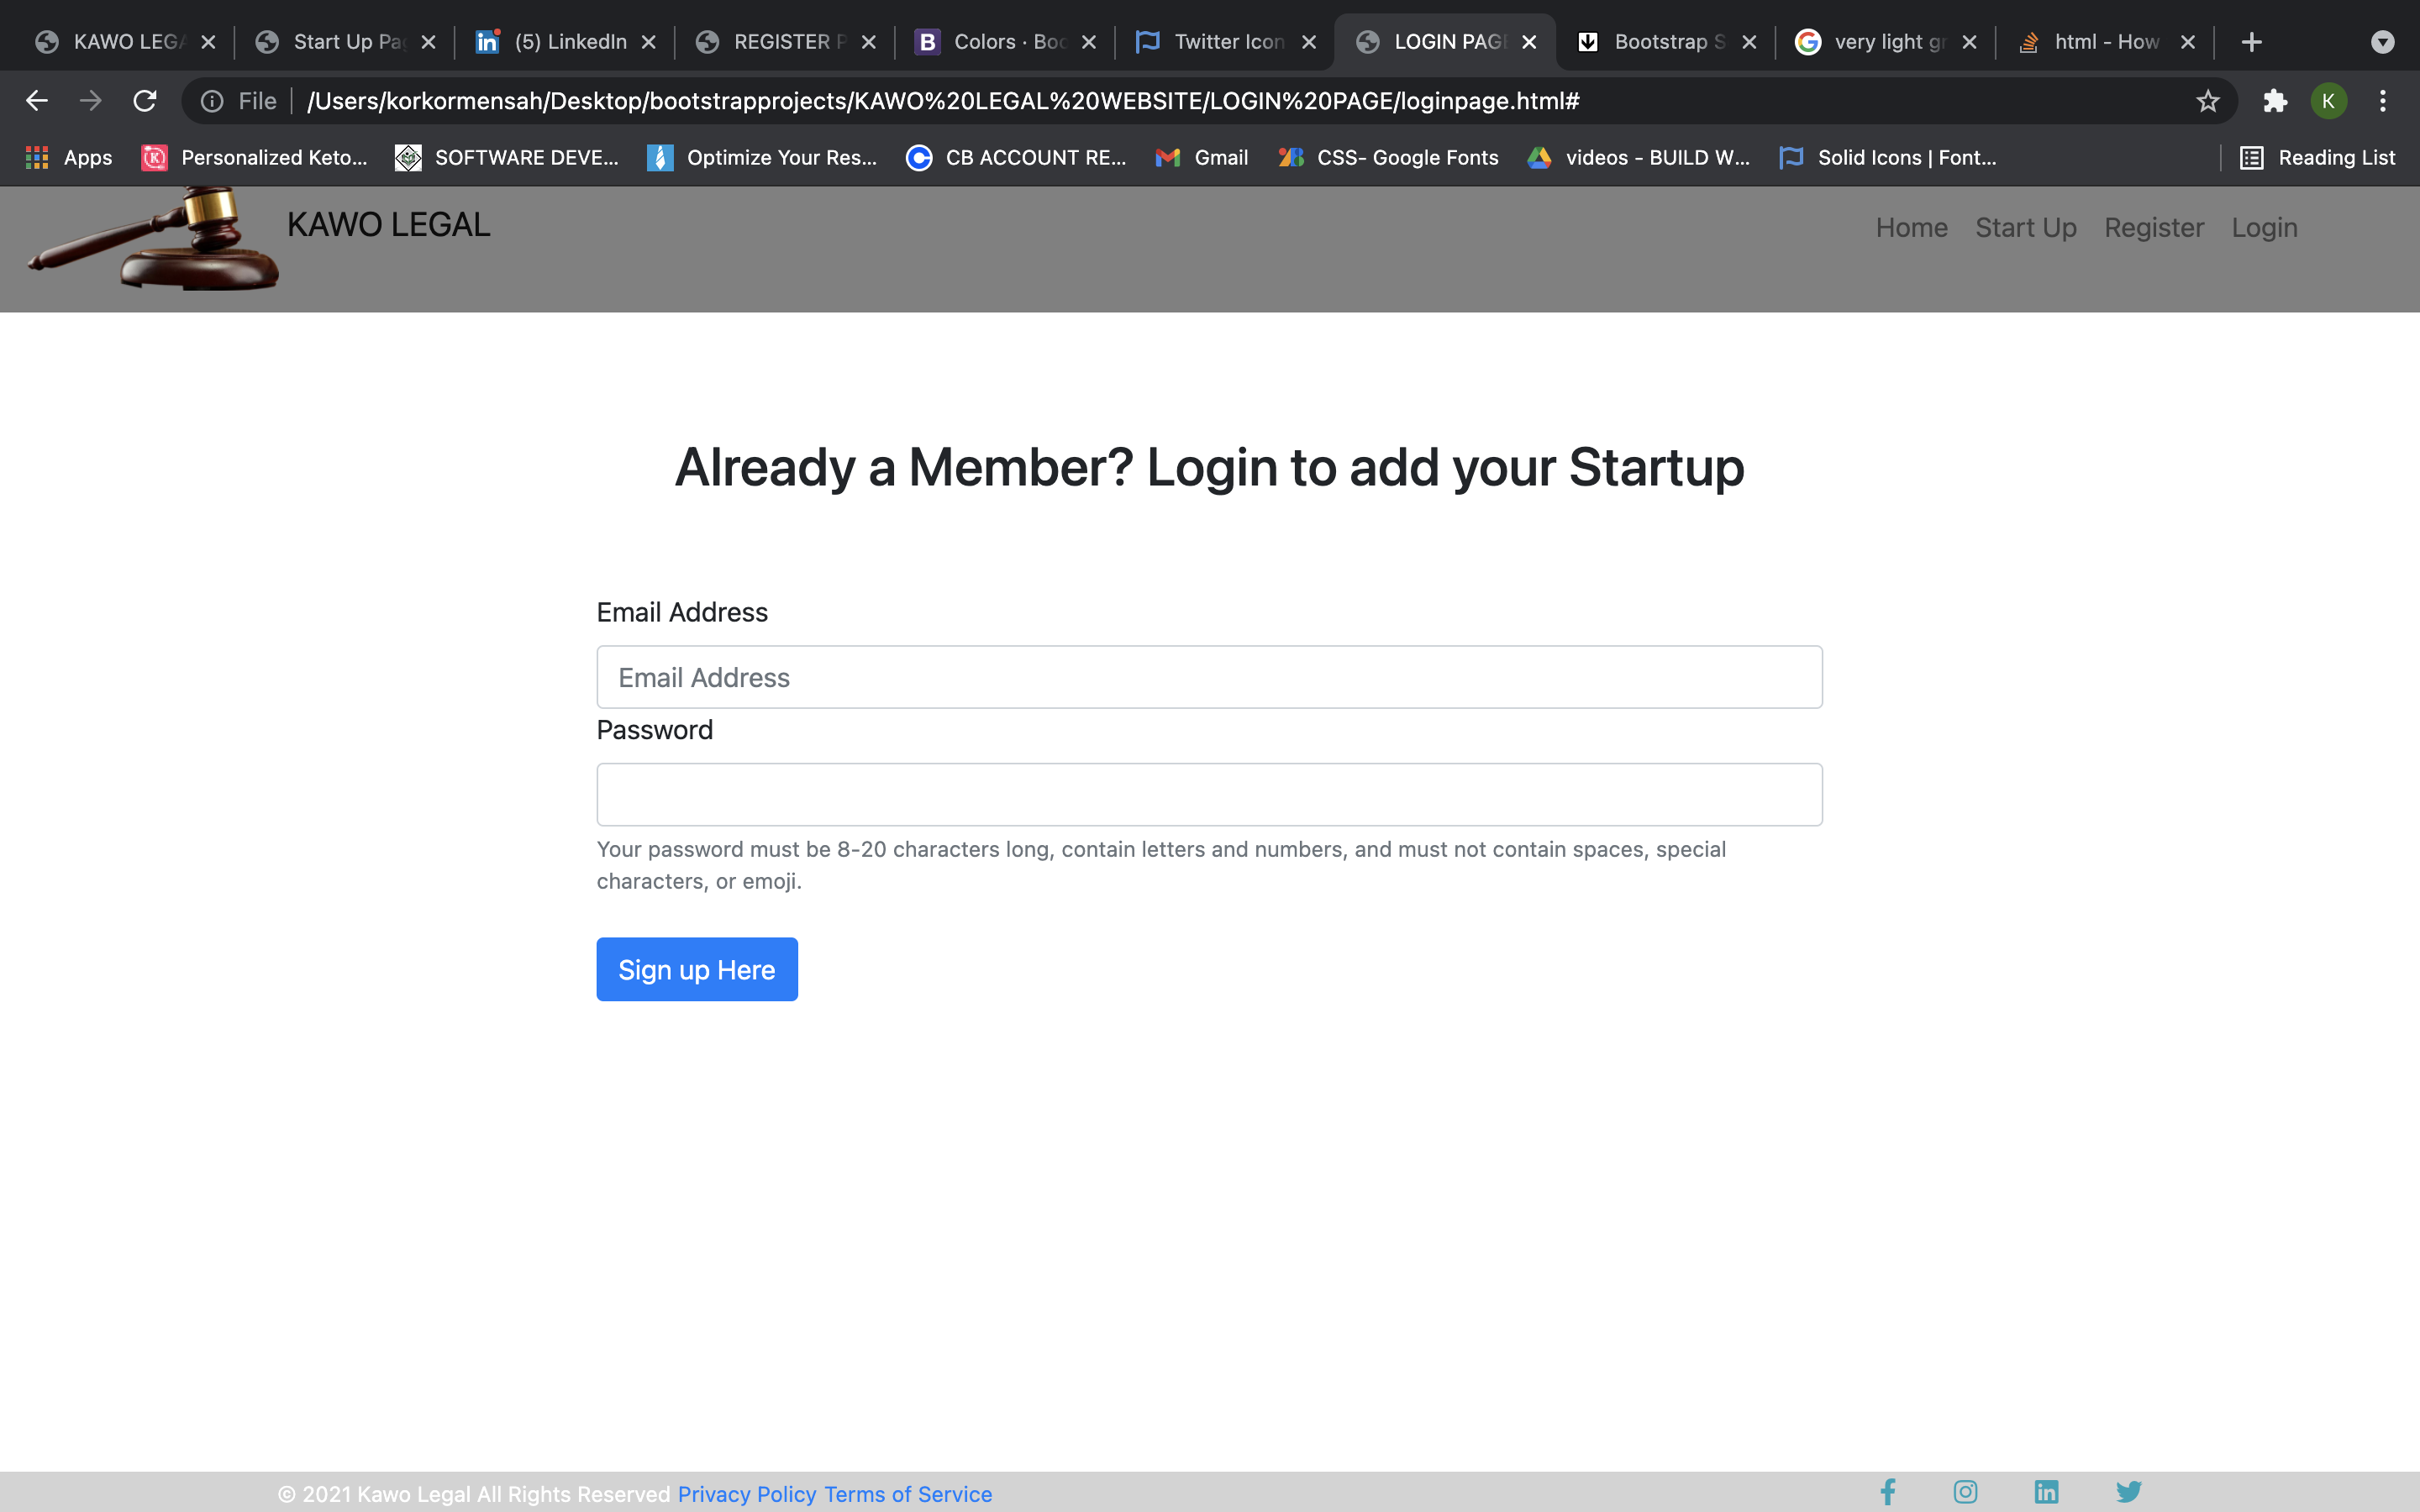 KAWO LEGA Start Up Pag (5) LinkedIn REGISTER P Colors · Boo Twitter Icon LOGIN PAGE Bootstrap S very light gr html - How
File /Users/korkormensah/Desktop/bootstrapprojects/KAWO%20LEGAL%20WEBSITE/LOGIN%20PAGE/loginpage.html# K
Apps Personalized Keto... SOFTWARE DEVE... Optimize Your Res... CB ACCOUNT RE... Gmail CSS- Google Fonts videos - BUILD W... Solid Icons | Font... Reading List
KAWO LEGAL Home Start Up Register Login
Already a Member? Login to add your Startup
Email Address
Email Address
Password
Your password must be 8-20 characters long, contain letters and numbers, and must not contain spaces, special
characters, or emoji.
Sign up Here
© 2021 Kawo Legal All Rights Reserved Privacy Policy Terms of Service